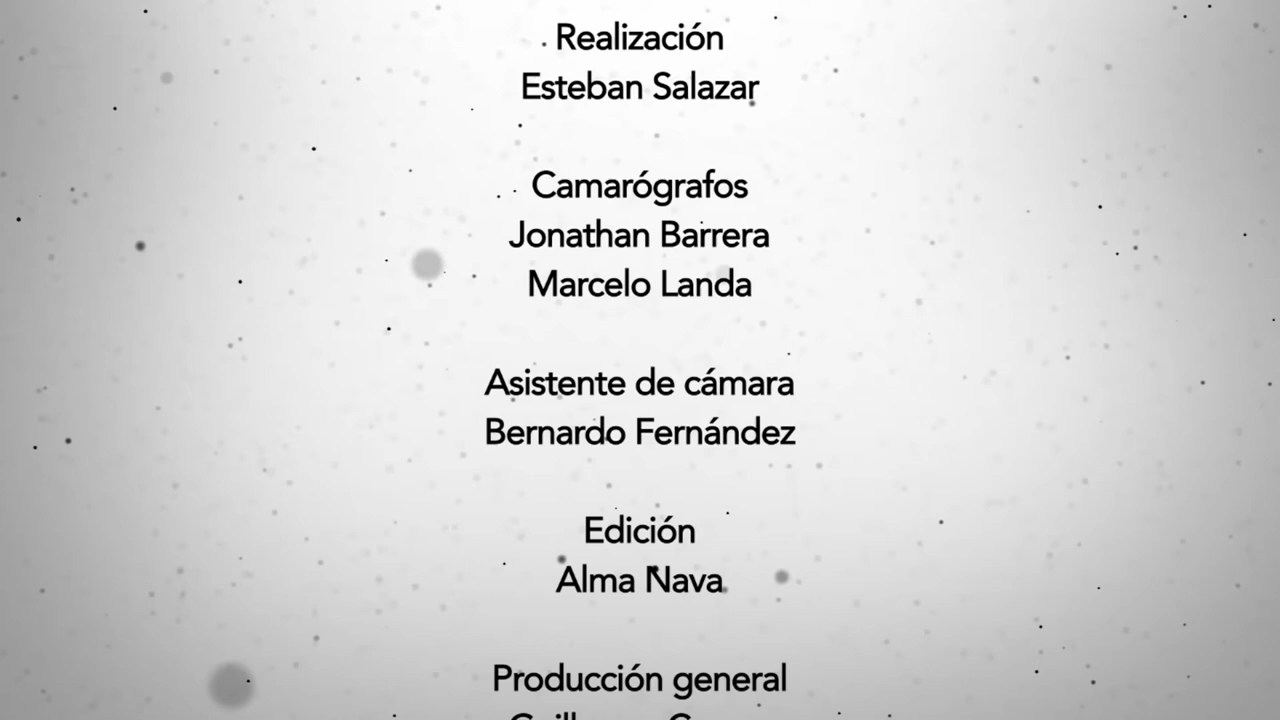 Realización
Esteban Salazar
Camarógrafos
Jonathan Barrera
Marcelo Landa
Asistente de cámara
Bernardo Fernández
Edición
Alma Nava
Producción general